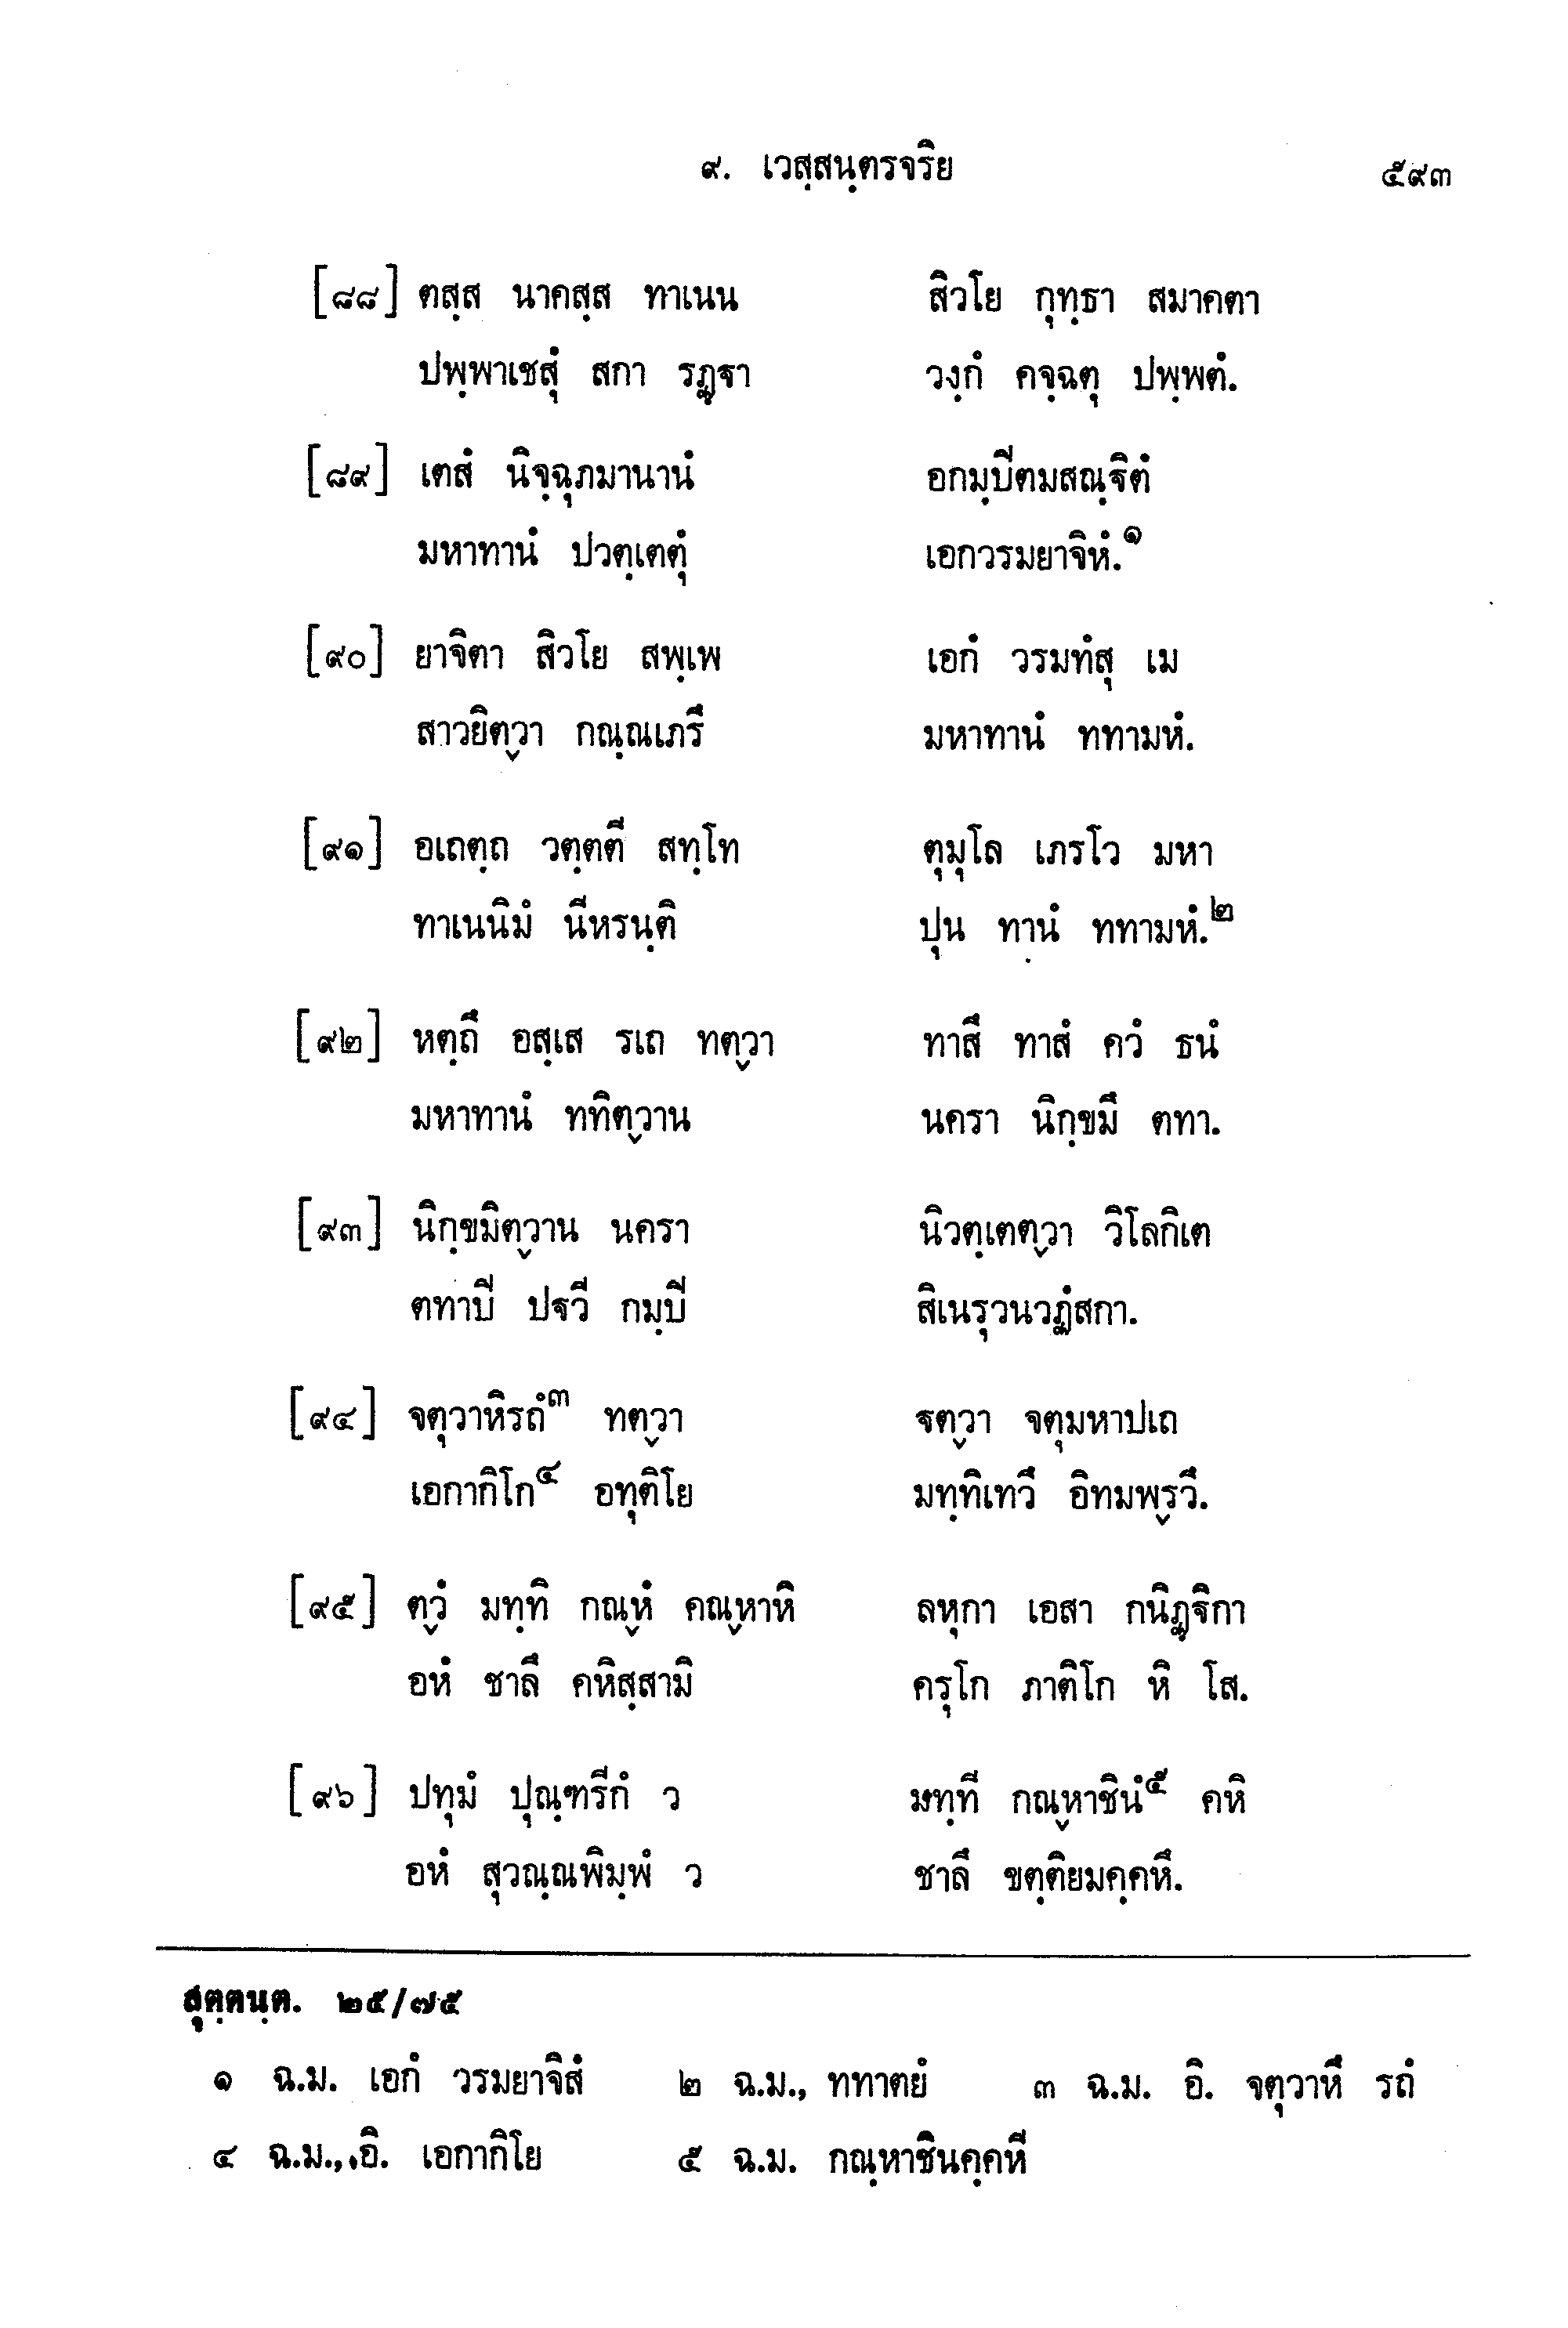 ๙. เวสฺสนฺตรจริย ๕๙๓
[๘๘] ตสฺส นาคสฺส ทาเนน สิวโย กุทฺธา สมาคตา
ปพฺพาเชสุํ สกา รฏฺฐา วงฺกํ คจฺฉตุ ปพฺพตํ.
[๘๙] เตสํ นิจฺฉุภมานานํ อกมฺปีตมสณฺฐิตํ
มหาทานํ ปวตฺเตตุํ เอกวรมยาจิหํ.๑
[๙๐] ยาจิตา สิวโย สพฺเพ เอกํ วรมทํสุ เม
สาวยิตฺวา กณฺณเภรึ มหาทานํ ททามหํ.
[๙๑] อเถตฺถ วตฺตตี สทฺโท ตุมุโล เภรโว มหา
ทาเนนิมํ นีหรนฺติ ปุน ทานํ ททามหํ.๒
[๙๒] หตฺถึ อสฺเส รเถ ทตฺวา ทาสึ ทาสํ ควํ ธนํ
มหาทานํ ททิตฺวาน นครา นิกฺขมึ ตทา.
[๙๓] นิกฺขมิตฺวาน นครา นิวตฺเตตฺวา วิโลกิเต
ตทาปี ปฐวี กมฺปี สิเนรุวนวฏํสกา.
[๙๔] จตุวาหิรถํ๓ ทตฺวา ฐตฺวา จตุมหาปเถ
เอกากิโก๔ อทุติโย มทฺทิเทวึ อิทมพฺรุวึ.
[๙๕] ตฺวํ มทฺทิ กณฺหํ คณฺหาหิ ลหุกา เอสา กนิฏฺฐิกา
อหํ ชาลึ คหิสฺสามิ ครุโก ภาติโก หิ โส.
[๙๖] ปทุมํ ปุณฺฑรีกํ ว มทฺที กณฺหาชินํ๕ คหิ
อหํ สุวณฺณพิมฺพํ ว ชาลึ ขตฺติยมคฺคหึ.
สุตฺตนฺต. ๒๕/๗๕
๑ ฉ.ม. เอกํ วรมยาจิสํ ๒ ฉ.ม., ททาตยํ ๓ ฉ.ม. อิ. จตุวาหึ รถํ
๔ ฉ.ม., อิ. เอกากิโย ๕ ฉ.ม. กณฺหาชินคฺคหี